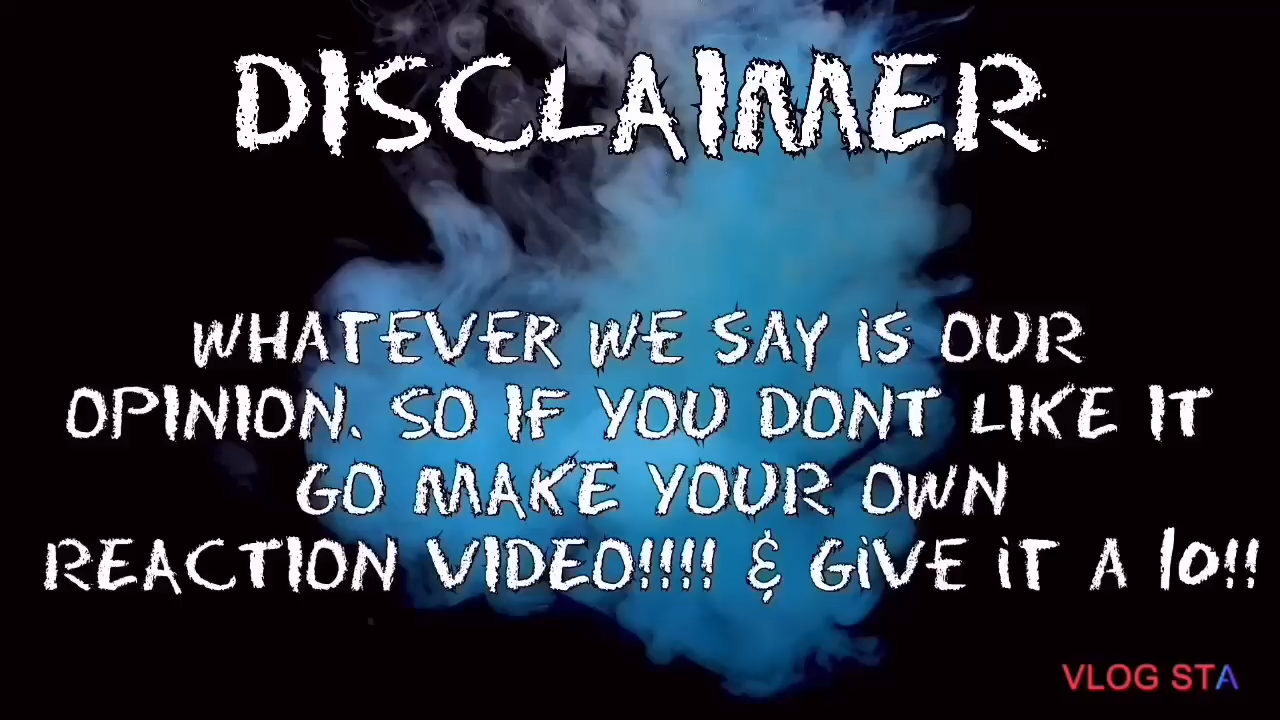 DISCLAIMER
WHATEVER WE SAY iS OUR
OPINION. SO IF YOU DONT LIKE IT
GO MAKE YOUR OWN
REACTION VIDEO!!!! & GiVE iT A 10!!
VLOG STA